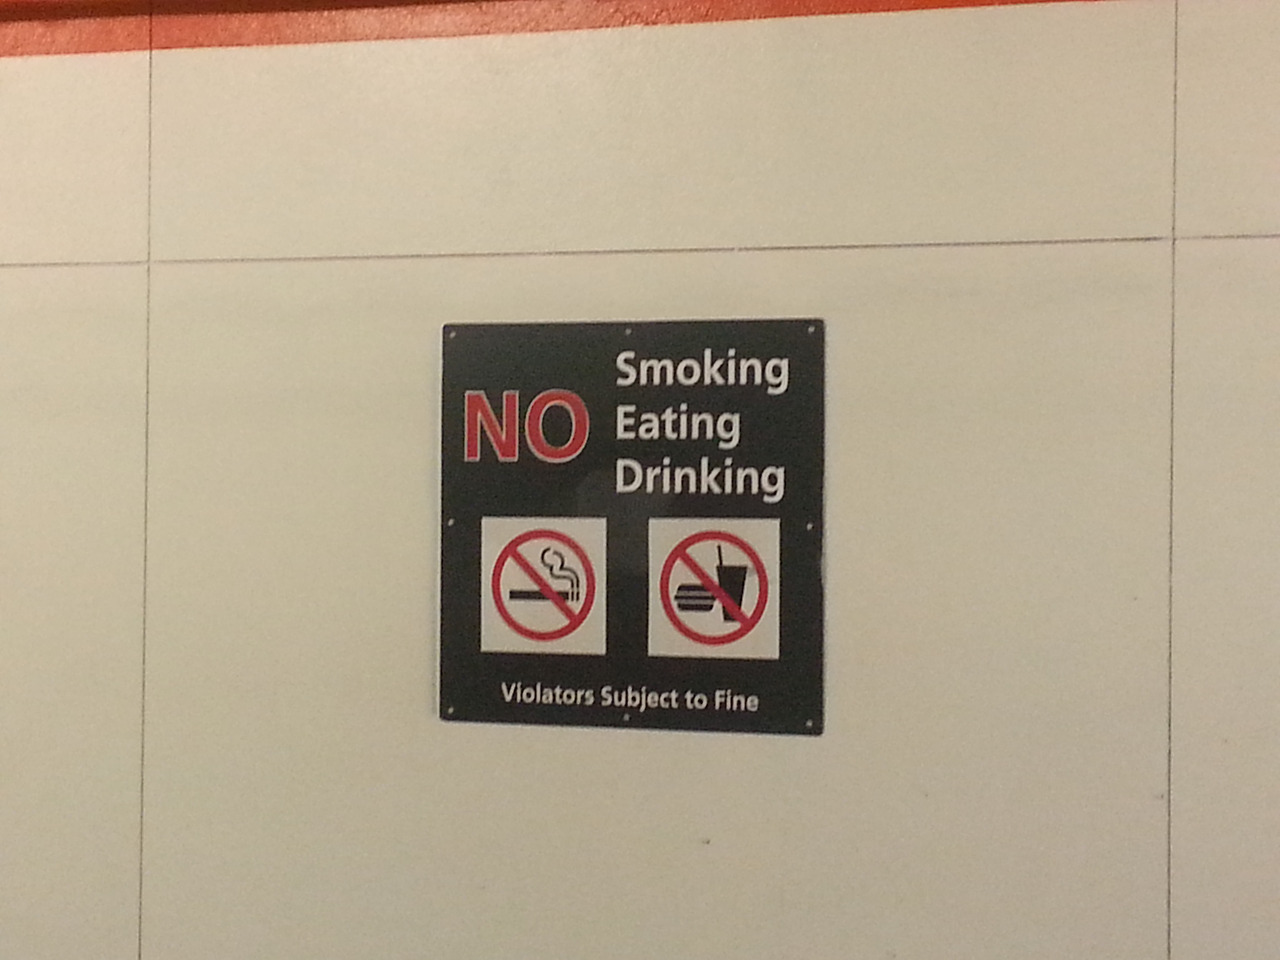 NO
Smoking
Eating
Drinking
Violators Subject to Fine